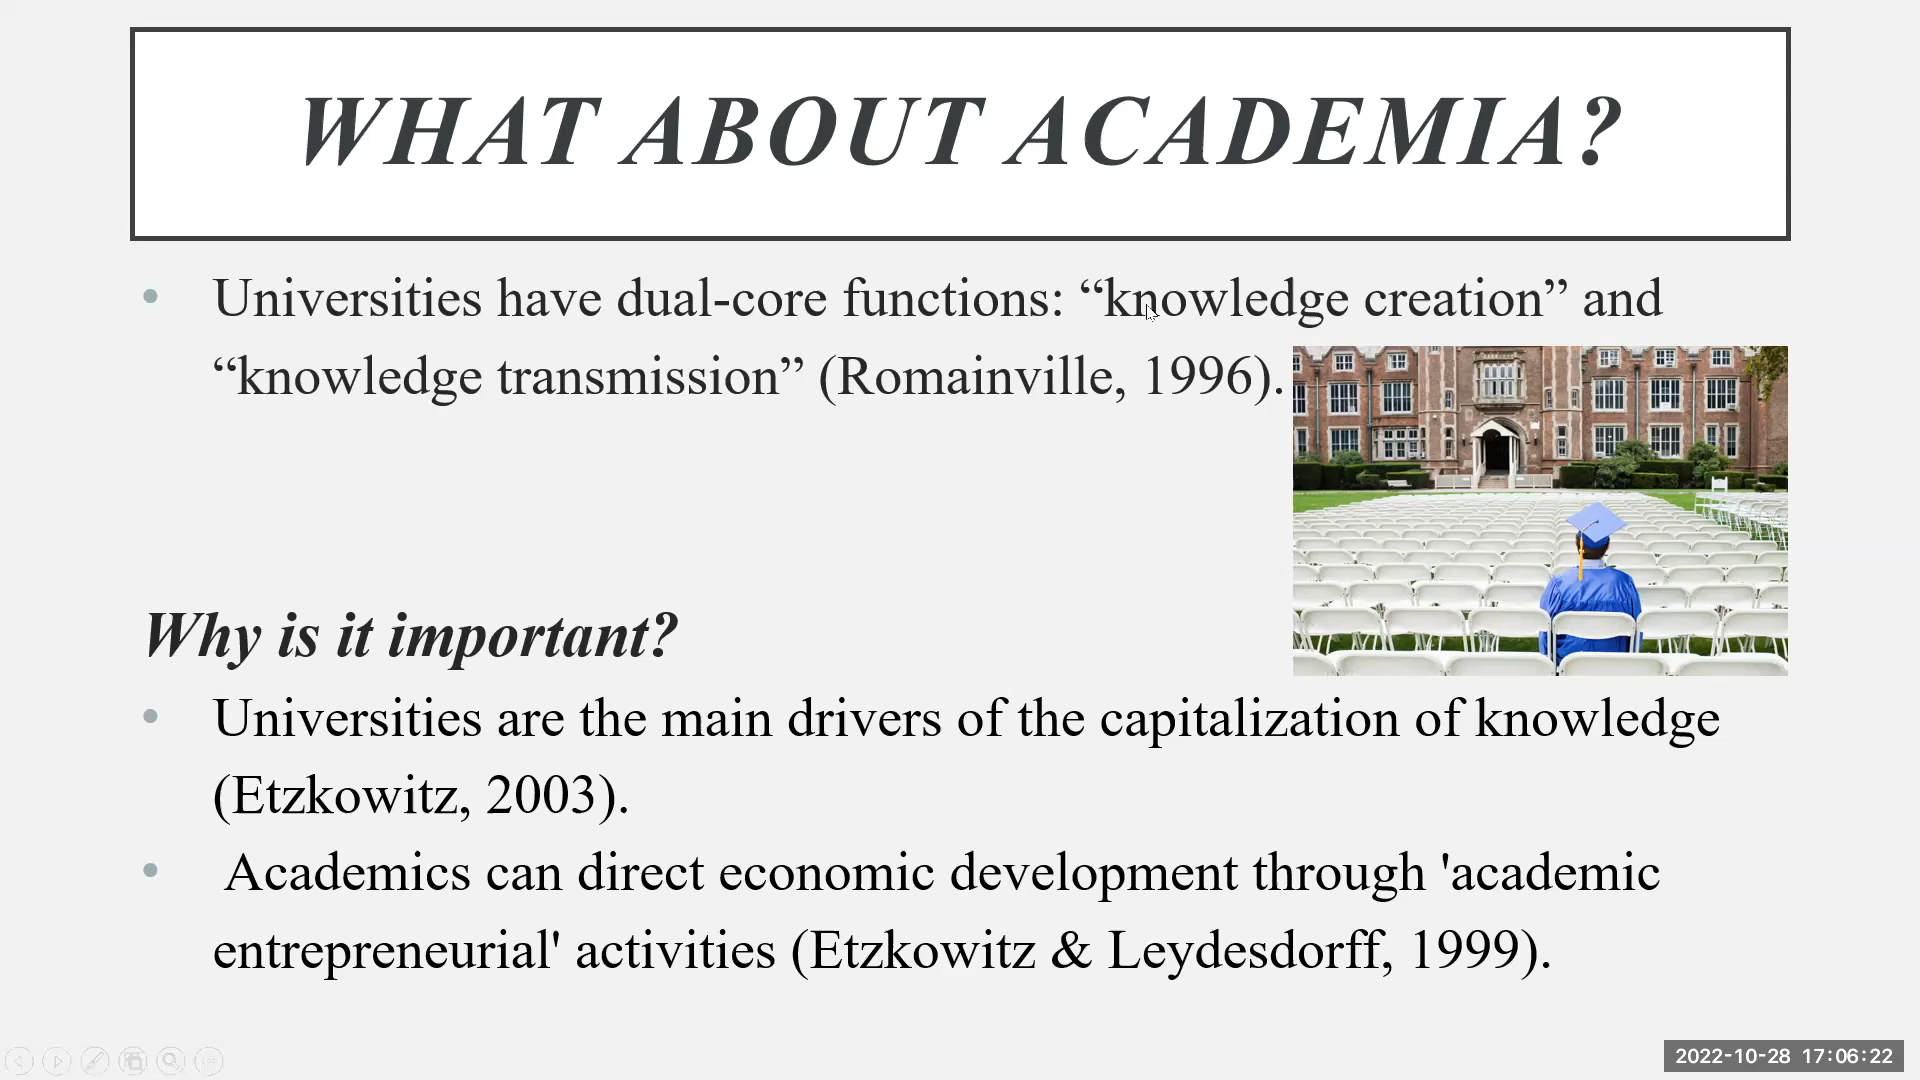 WHAT ABOUT ACADEMIA?
• Universities have dual-core functions: “knowledge creation” and
“knowledge transmission” (Romainville, 1996).
Why is it important?
• Universities are the main drivers of the capitalization of knowledge
(Etzkowitz, 2003).
• Academics can direct economic development through 'academic
entrepreneurial' activities (Etzkowitz & Leydesdorff, 1999).
2022-10-28 17:06:22